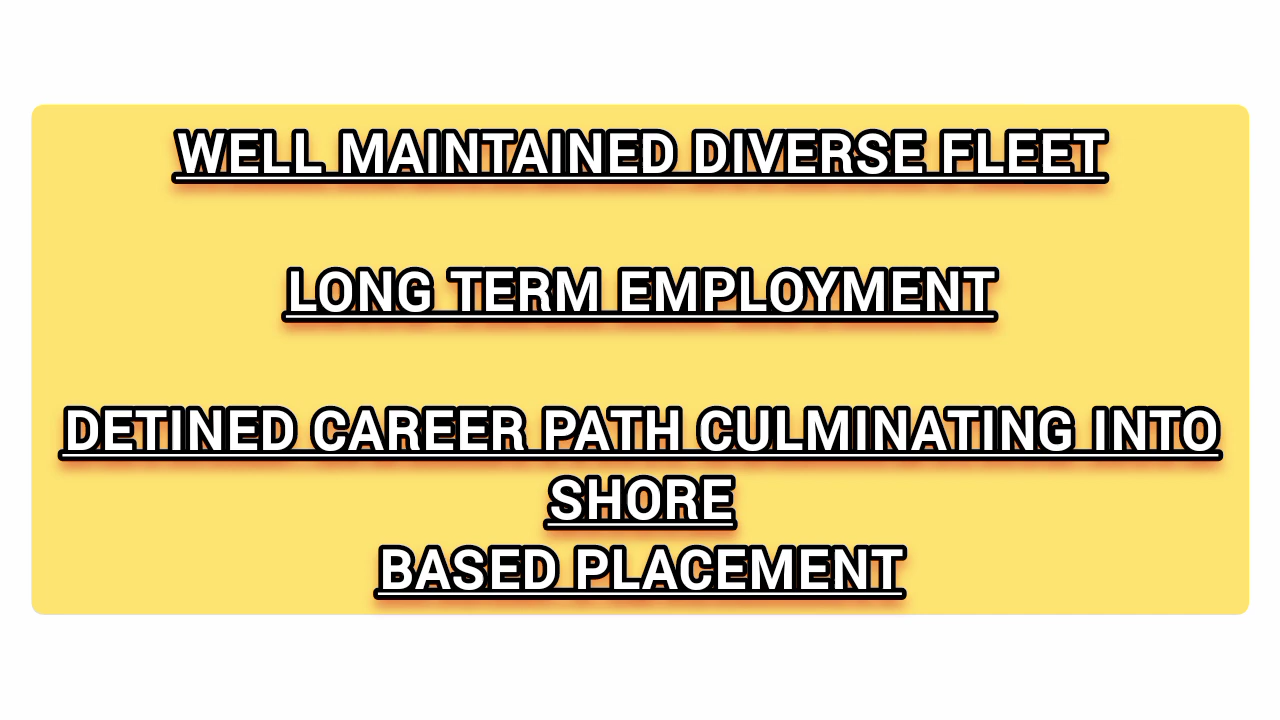 WELL MAINTAINED DIVERSE FLEET
LONG TERM EMPLOYMENT
DETINED CAREER PATH CULMINATING INTO
SHORE
BASED PLACEMENT